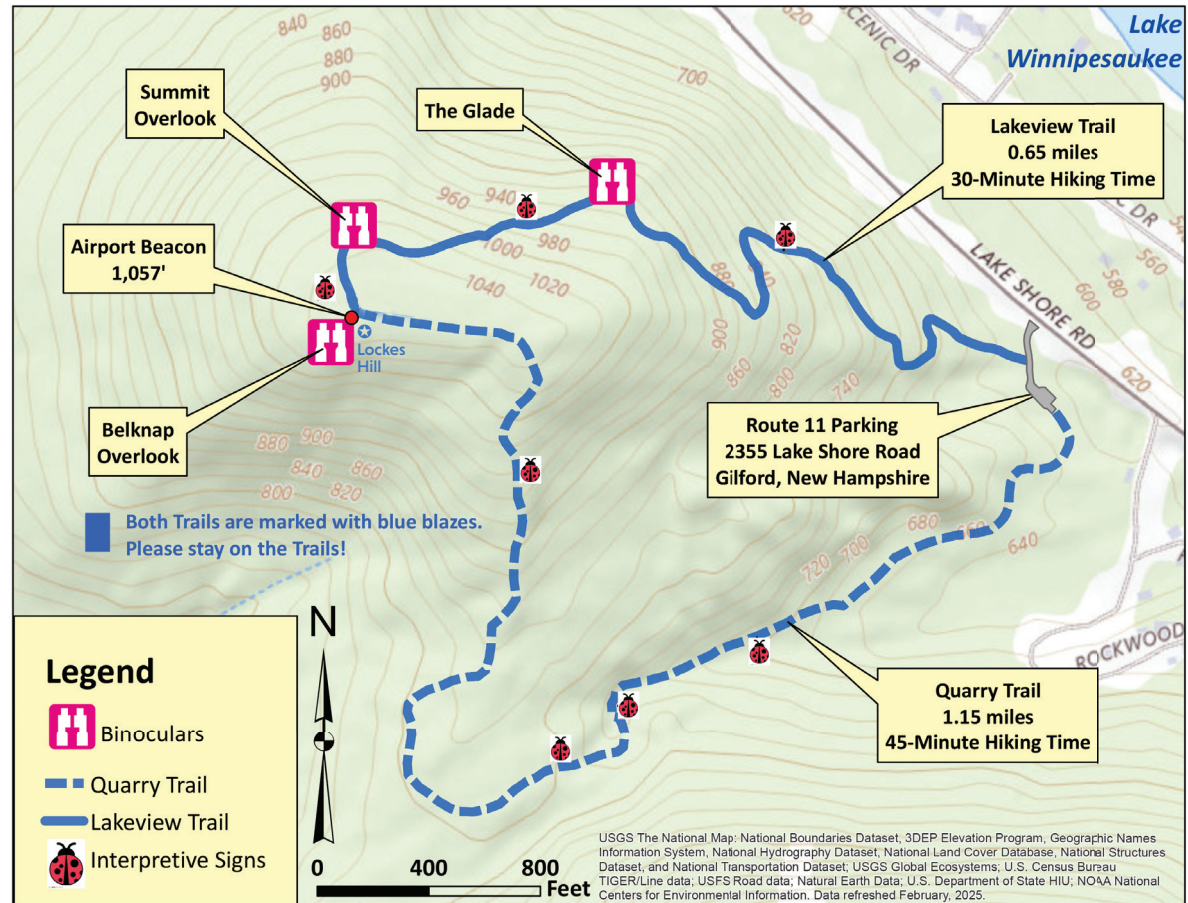 840
860
880
900
620
SCENIC DR
Lake
Winnipesaukee
700
Summit
Overlook
The Glade
Lakeview Trail
0.65 miles
30-Minute Hiking Time
IC DR
540
560
580
600
960
940
980
1000
1020
1040
Airport Beacon
1,057'
LAKE SHORE RD
880
900
820
860
800
740
620
Lockes
Hill
Belknap
Overlook
Route 11 Parking
2355 Lake Shore Road
Gilford, New Hampshire
880
900
840
860
800
820
Both Trails are marked with blue blazes.
Please stay on the Trails!
680
660
640
700
720
ROCKWOOD
N
Quarry Trail
1.15 miles
45-Minute Hiking Time
Legend
Binoculars
Quarry Trail
Lakeview Trail
Interpretive Signs
0
400
800
Feet
USGS The National Map: National Boundaries Dataset, 3DEP Elevation Program, Geographic Names
Information System, National Hydrography Dataset, National Land Cover Database, National Structures
Dataset, and National Transportation Dataset; USGS Global Ecosystems; U.S. Census Bureau
TIGER/Line data; USFS Road data; Natural Earth Data; U.S. Department of State HIU; NOAA National
Centers for Environmental Information. Data refreshed February, 2025.